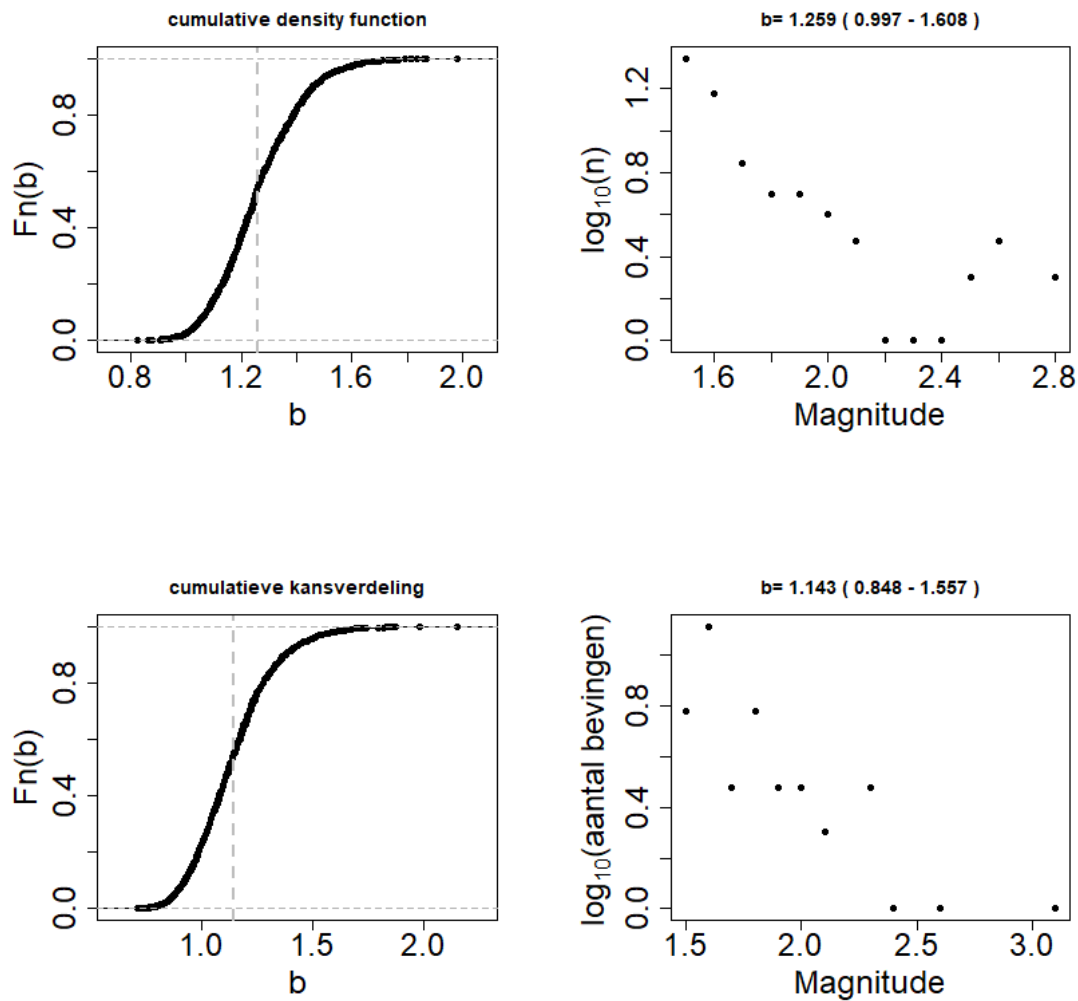 cumulative density function
Fn(b)
0.0 0.4 0.8
0.8 1.2 1.6 2.0
b
b= 1.259 ( 0.997 - 1.608 )
log₁₀(n)
0.0 0.4 0.8 1.2
1.6 2.0 2.4 2.8
Magnitude
cumulatieve kansverdeling
Fn(b)
0.0 0.4 0.8
1.0 1.5 2.0
b
b= 1.143 ( 0.848 - 1.557 )
log₁₀(aantal bevingen)
0.0 0.4 0.8
1.5 2.0 2.5 3.0
Magnitude